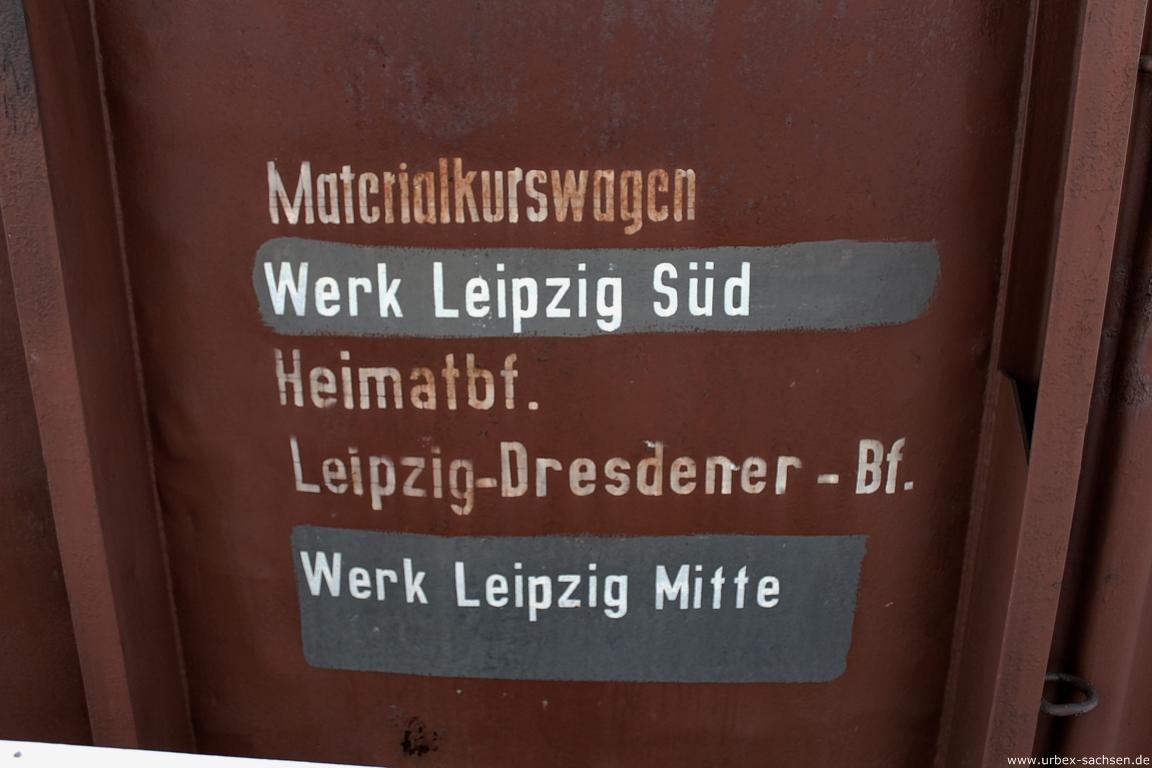 Materialkurswagen
Werk Leipzig Süd
Heimatbf.
Leipzig-Dresdener-Bf.
Werk Leipzig Mitte
www.urbex-sachsen.de